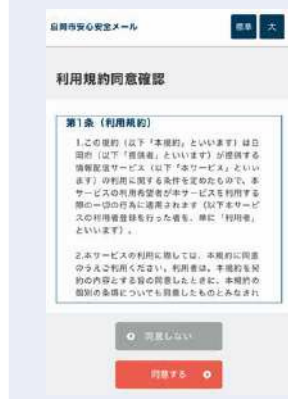 安心安全メール
標準 大
利用規約同意確認
第1条（利用規約）
1.この規約（以下「本規約」といいます）は
（以下「提供者」といいます）が提供する
情報配信サービス（以下「本サービス」といい
ます）の利用に関する条件を定めたもので、本
サービスの利用希望者が本サービスを利用する
際の一切の行為に適用されます（以下本サービ
スの利用者登録を行った者を、単に「利用者」
といいます）。
2.本サービスの利用に際しては、本規約に同意
のうえご利用ください。利用者は、本規約を契
約の内容とする旨の同意したときに、本規約の
個別の条項についても同意したものとみなされ
同意しない
同意する